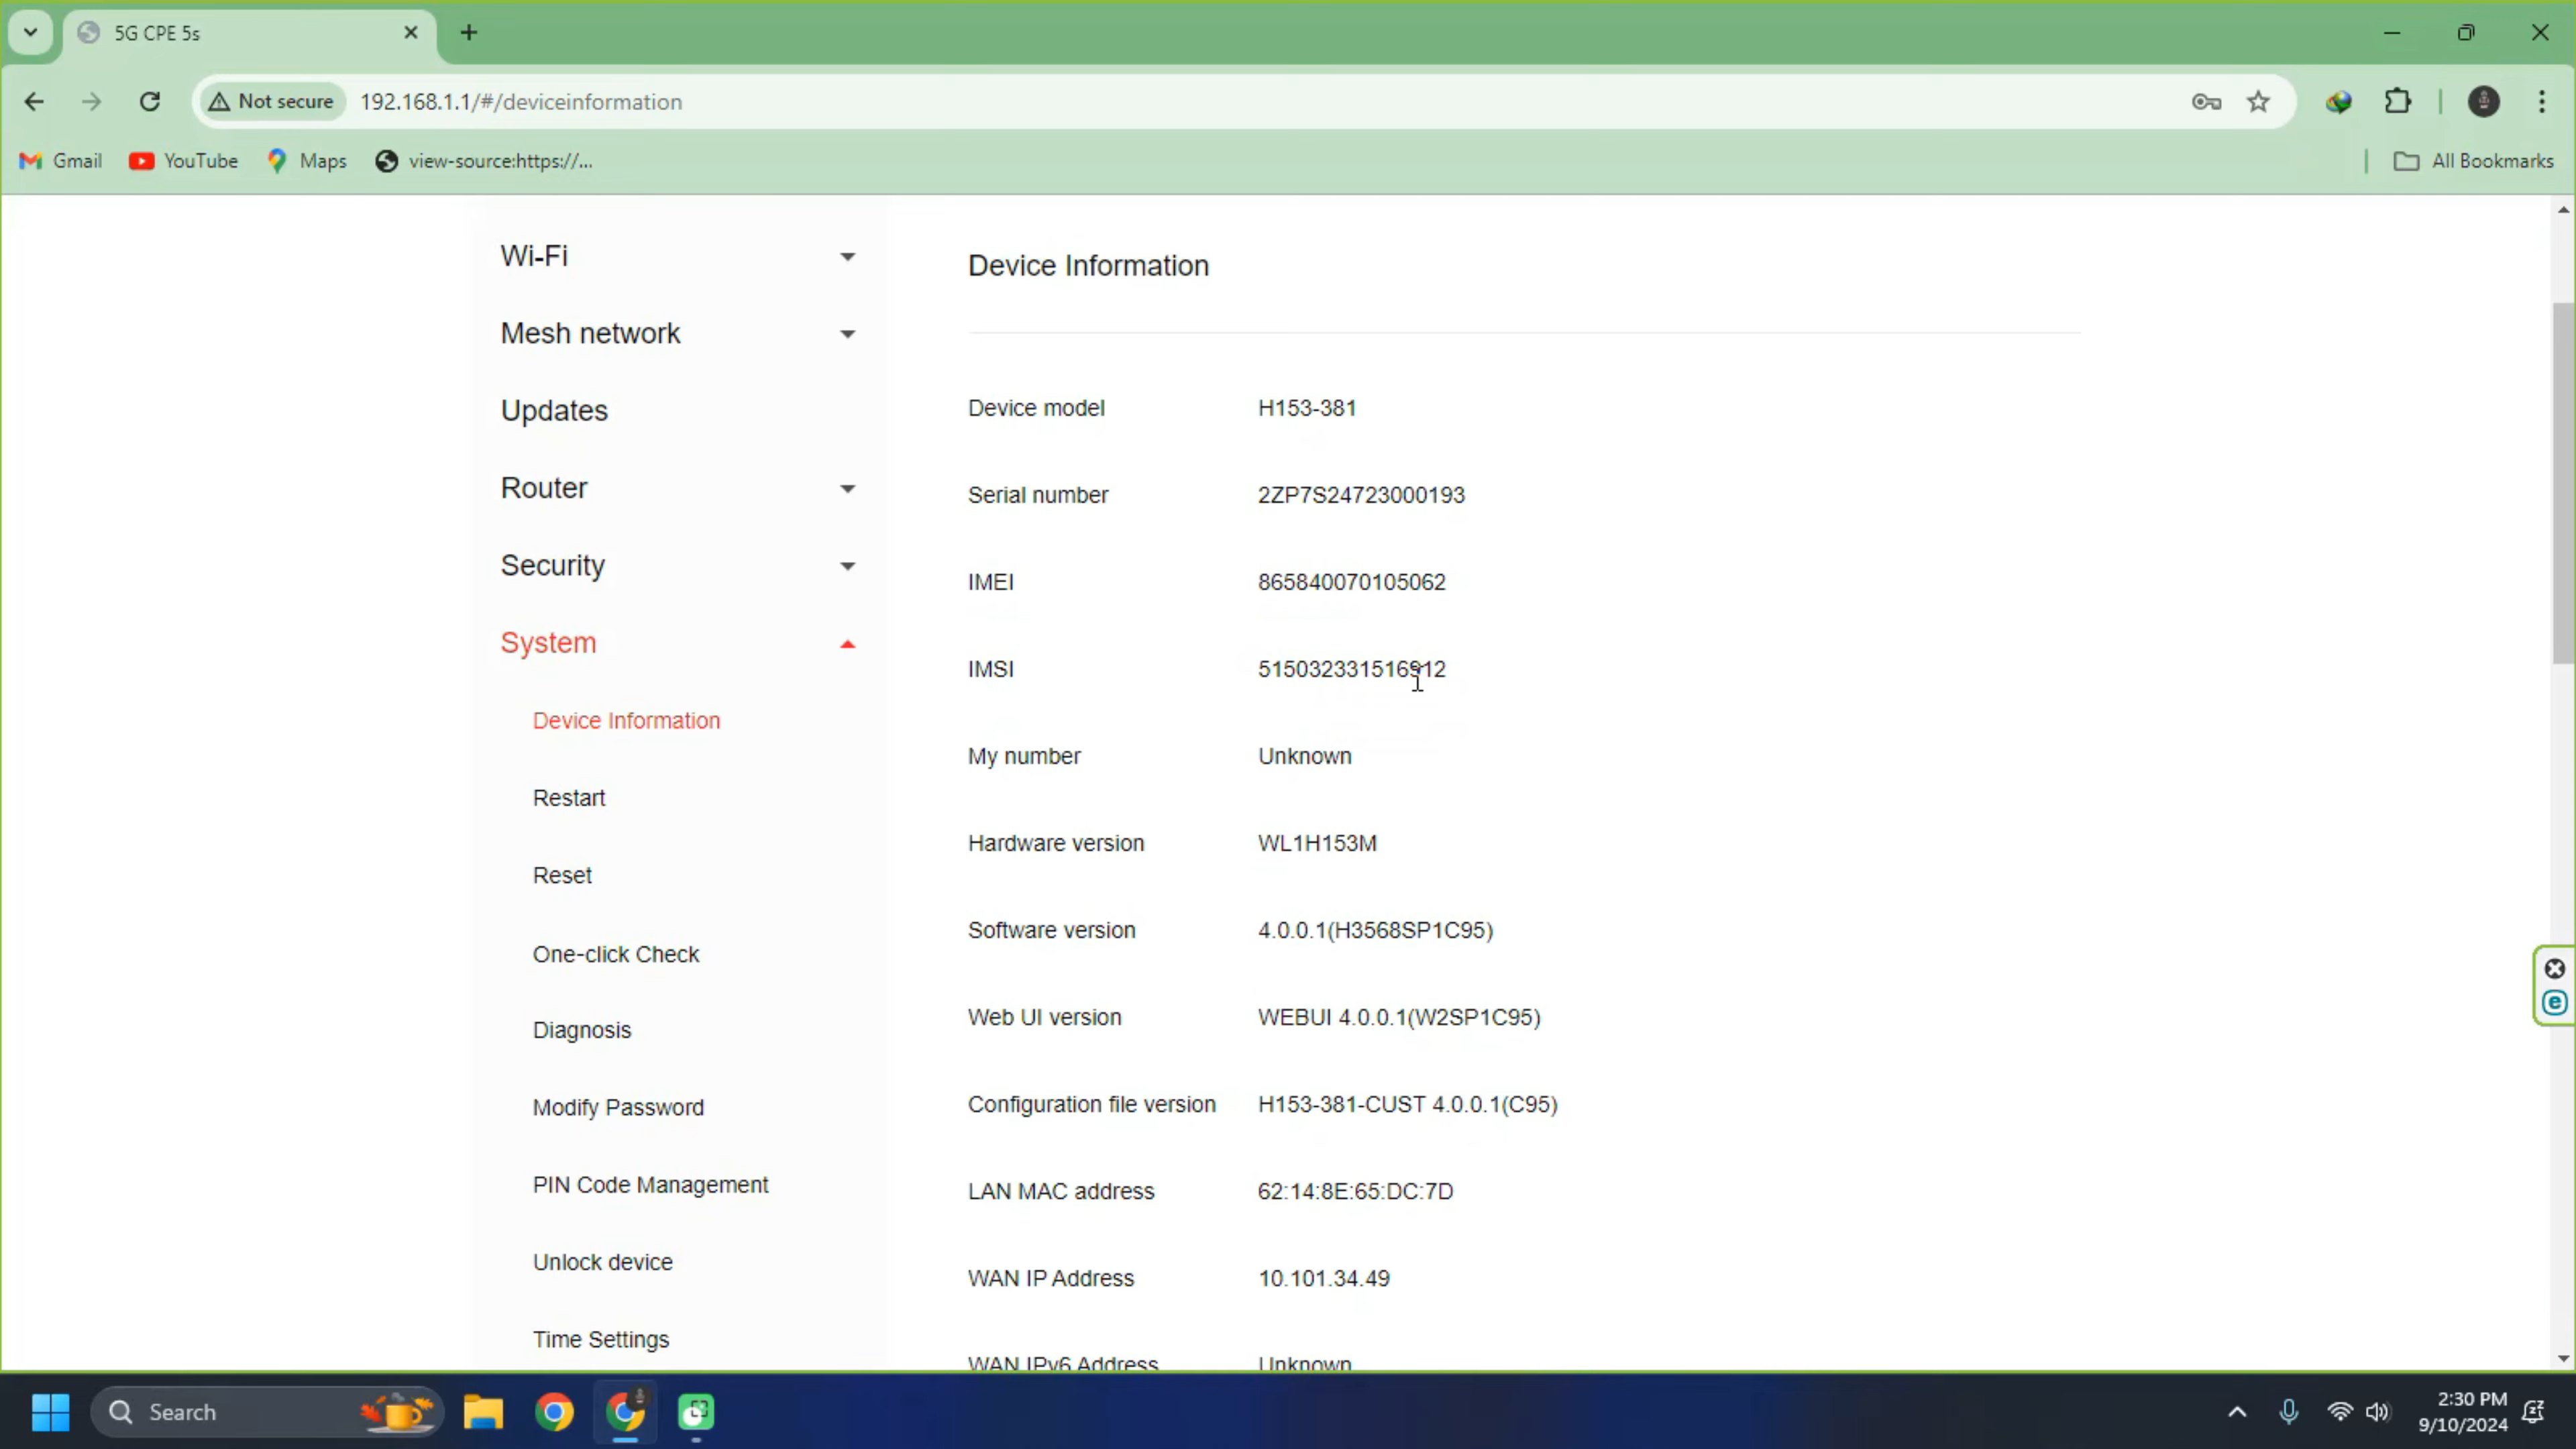 5G CPE 5s
Not secure
192.168.1.1/#/deviceinformation
Gmail
YouTube
Maps
view-source:https://...
All Bookmarks
Wi-Fi
Mesh network
Updates
Router
Security
System
Device Information
Restart
Reset
One-click Check
Diagnosis
Modify Password
PIN Code Management
Unlock device
Time Settings
Device Information
Device model H153-381
Serial number 2ZP7S24723000193
IMEI 865840070105062
IMSI 515032331516912
My number Unknown
Hardware version WL1H153M
Software version 4.0.0.1(H3568SP1C95)
Web UI version WEBUI 4.0.0.1(W2SP1C95)
Configuration file version H153-381-CUST 4.0.0.1(C95)
LAN MAC address 62:14:8E:65:DC:7D
WAN IP Address 10.101.34.49
WAN IPv6 Address Unknown
Search
2:30 PM
9/10/2024